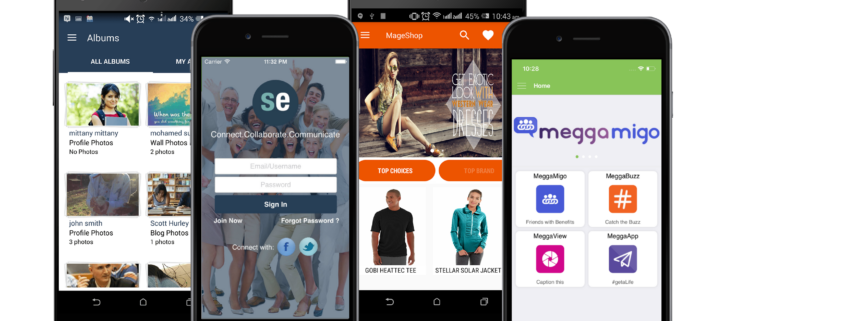 34%
Albums
ALL ALBUMS
MY A
When was the
mittany mittany
Profile Photos
No Photos
mohamed su
Wall Photos
2 photos
john smith
Profile Photos
3 photos
Scott Hurley
Blog Photos
1 photos
Carrier
11:32 PM
se
Connect.Collaborate.Communicate
Email/Username
Password
Sign In
Join Now
Forgot Password ?
Connect with:
f
45%
10:43
MageShop
GET EXOTIC
LOOK WITH
DRESSES
TOP CHOICES
TOP BRAND
GOBI HEATTEC TEE
STELLAR SOLAR JACKET
10:28
Home
meggamigo
MeggaMigo
Friends with Benefits
MeggaBuzz
#
Catch the Buzz
MeggaView
Caption this
MeggaApp
#getaLife